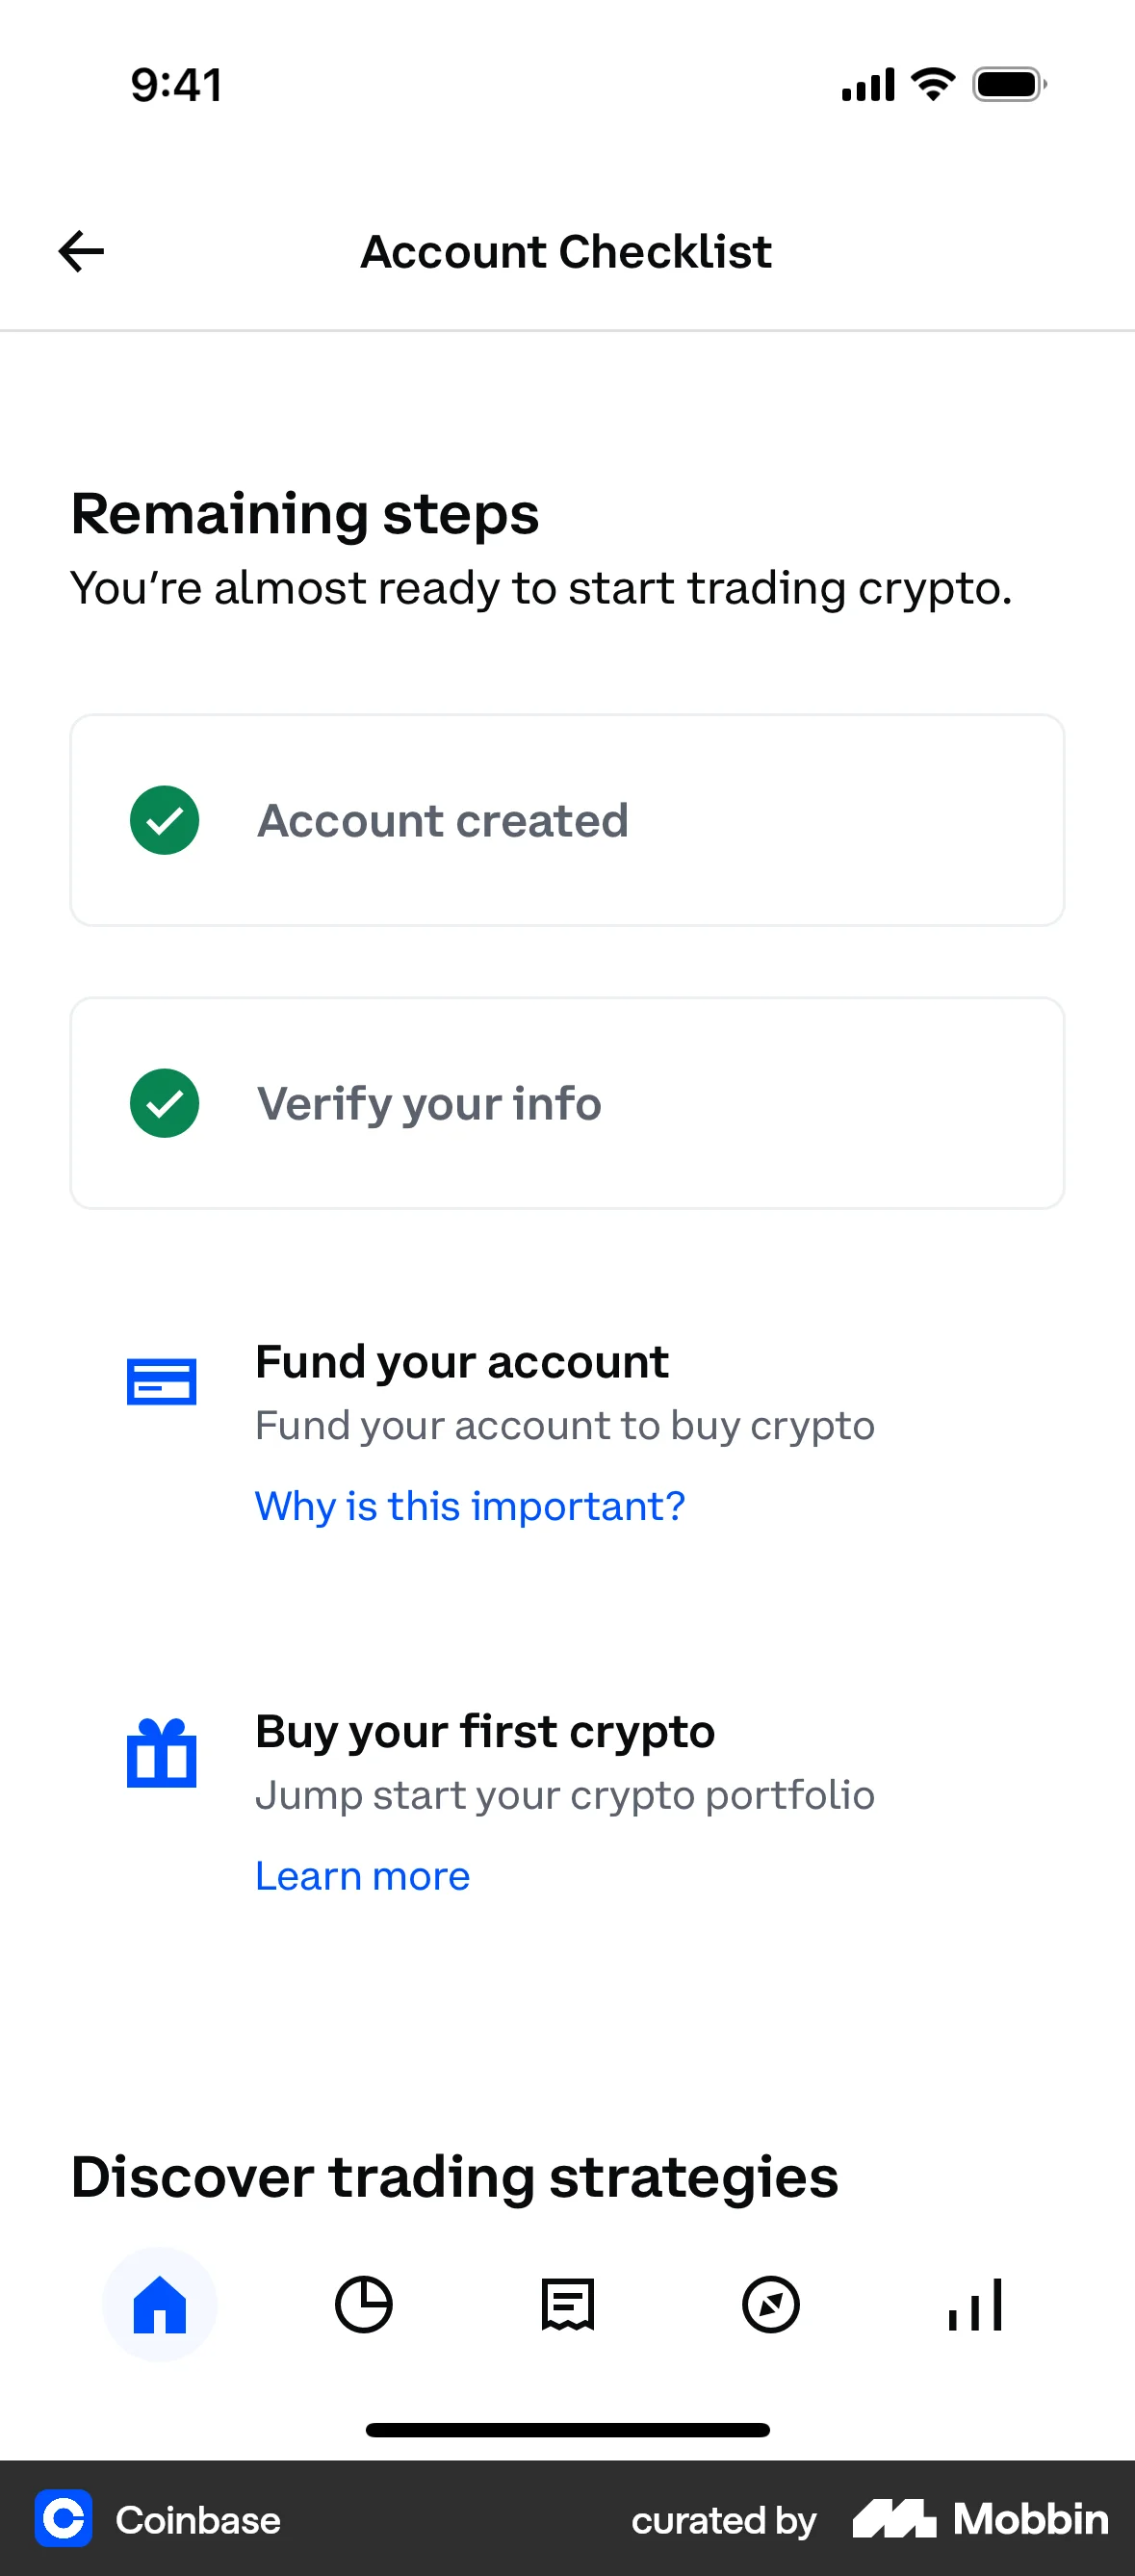 9:41
Account Checklist
Remaining steps
You’re almost ready to start trading crypto.
Account created
Verify your info
Fund your account
Fund your account to buy crypto
Why is this important?
Buy your first crypto
Jump start your crypto portfolio
Learn more
Discover trading strategies
Coinbase
curated by Mobbin